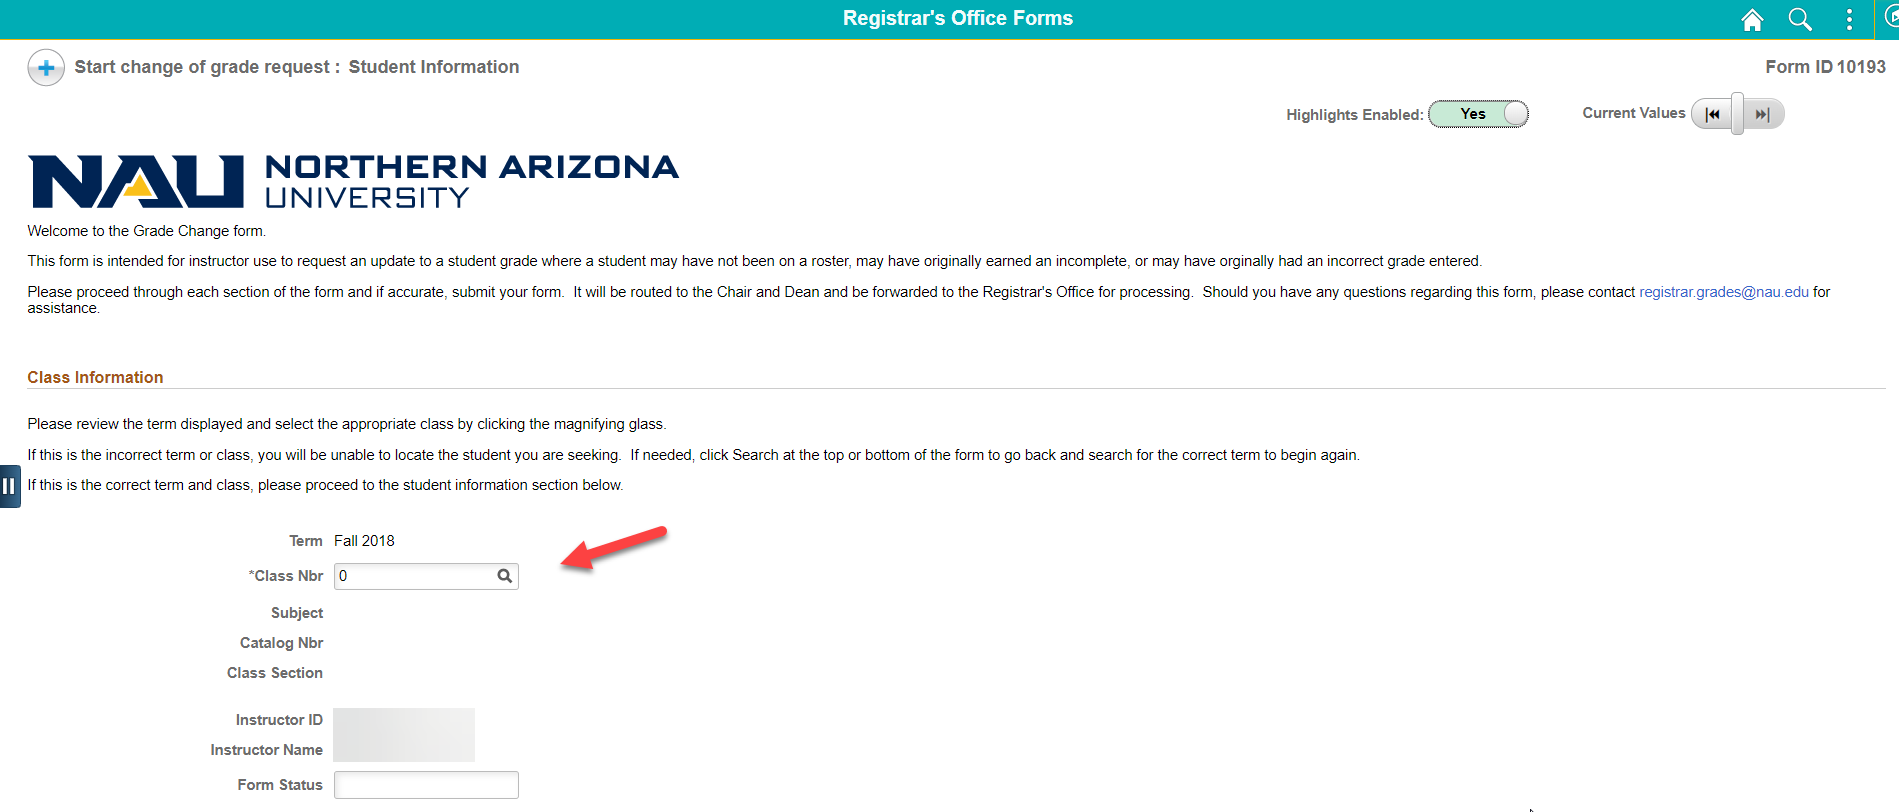 Registrar's Office Forms
Start change of grade request : Student Information
Form ID 10193
Highlights Enabled: Yes
Current Values
NAU NORTHERN ARIZONA
UNIVERSITY
Welcome to the Grade Change form.
This form is intended for instructor use to request an update to a student grade where a student may have not been on a roster, may have originally earned an incomplete, or may have orginally had an incorrect grade entered.
Please proceed through each section of the form and if accurate, submit your form. It will be routed to the Chair and Dean and be forwarded to the Registrar's Office for processing. Should you have any questions regarding this form, please contact registrar.grades@nau.edu for
assistance.
Class Information
Please review the term displayed and select the appropriate class by clicking the magnifying glass.
If this is the incorrect term or class, you will be unable to locate the student you are seeking. If needed, click Search at the top or bottom of the form to go back and search for the correct term to begin again.
If this is the correct term and class, please proceed to the student information section below.
Term Fall 2018
*Class Nbr 0
Subject
Catalog Nbr
Class Section
Instructor ID
Instructor Name
Form Status